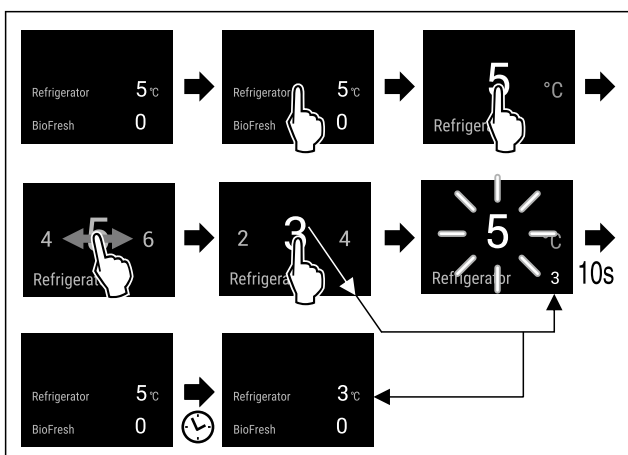 Refrigerator 5 °C
BioFresh 0
Refrigerator 5 °C
BioFresh 0
5 °C
Refriger
4 5 6
Refrigerat
2 3 4
Refrigera
5 °C
Refrigerator 3
10s
Refrigerator 5 °C
BioFresh 0
Refrigerator 3 °C
BioFresh 0